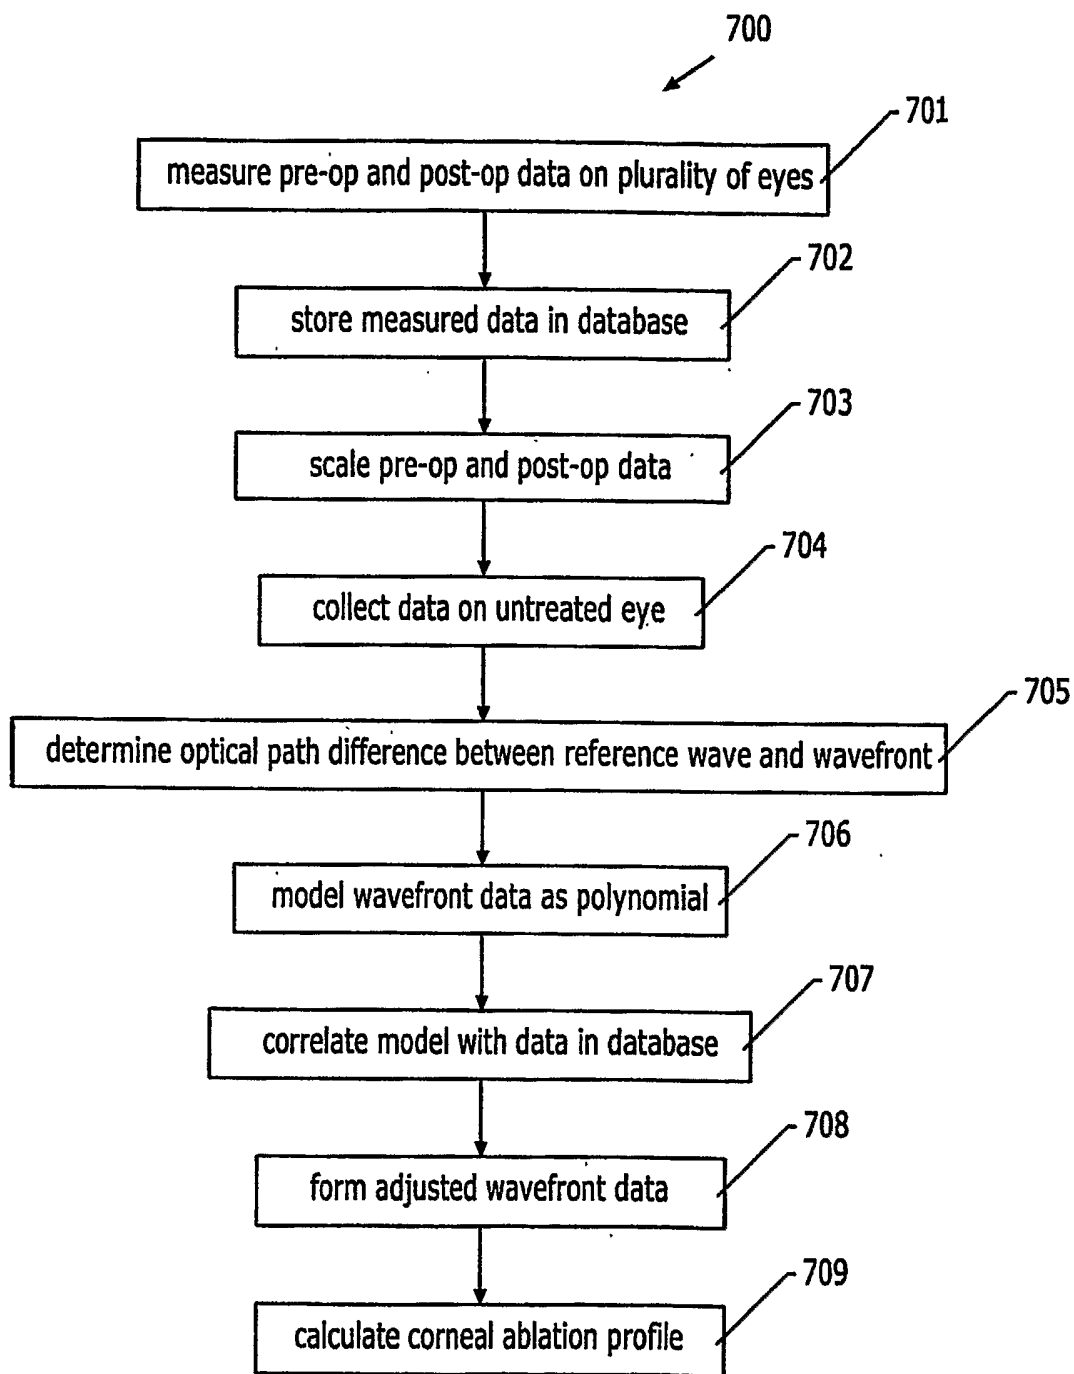 700
701
measure pre-op and post-op data on plurality of eyes
702
store measured data in database
703
scale pre-op and post-op data
704
collect data on untreated eye
705
determine optical path difference between reference wave and wavefront
706
model wavefront data as polynomial
707
correlate model with data in database
708
form adjusted wavefront data
709
calculate corneal ablation profile